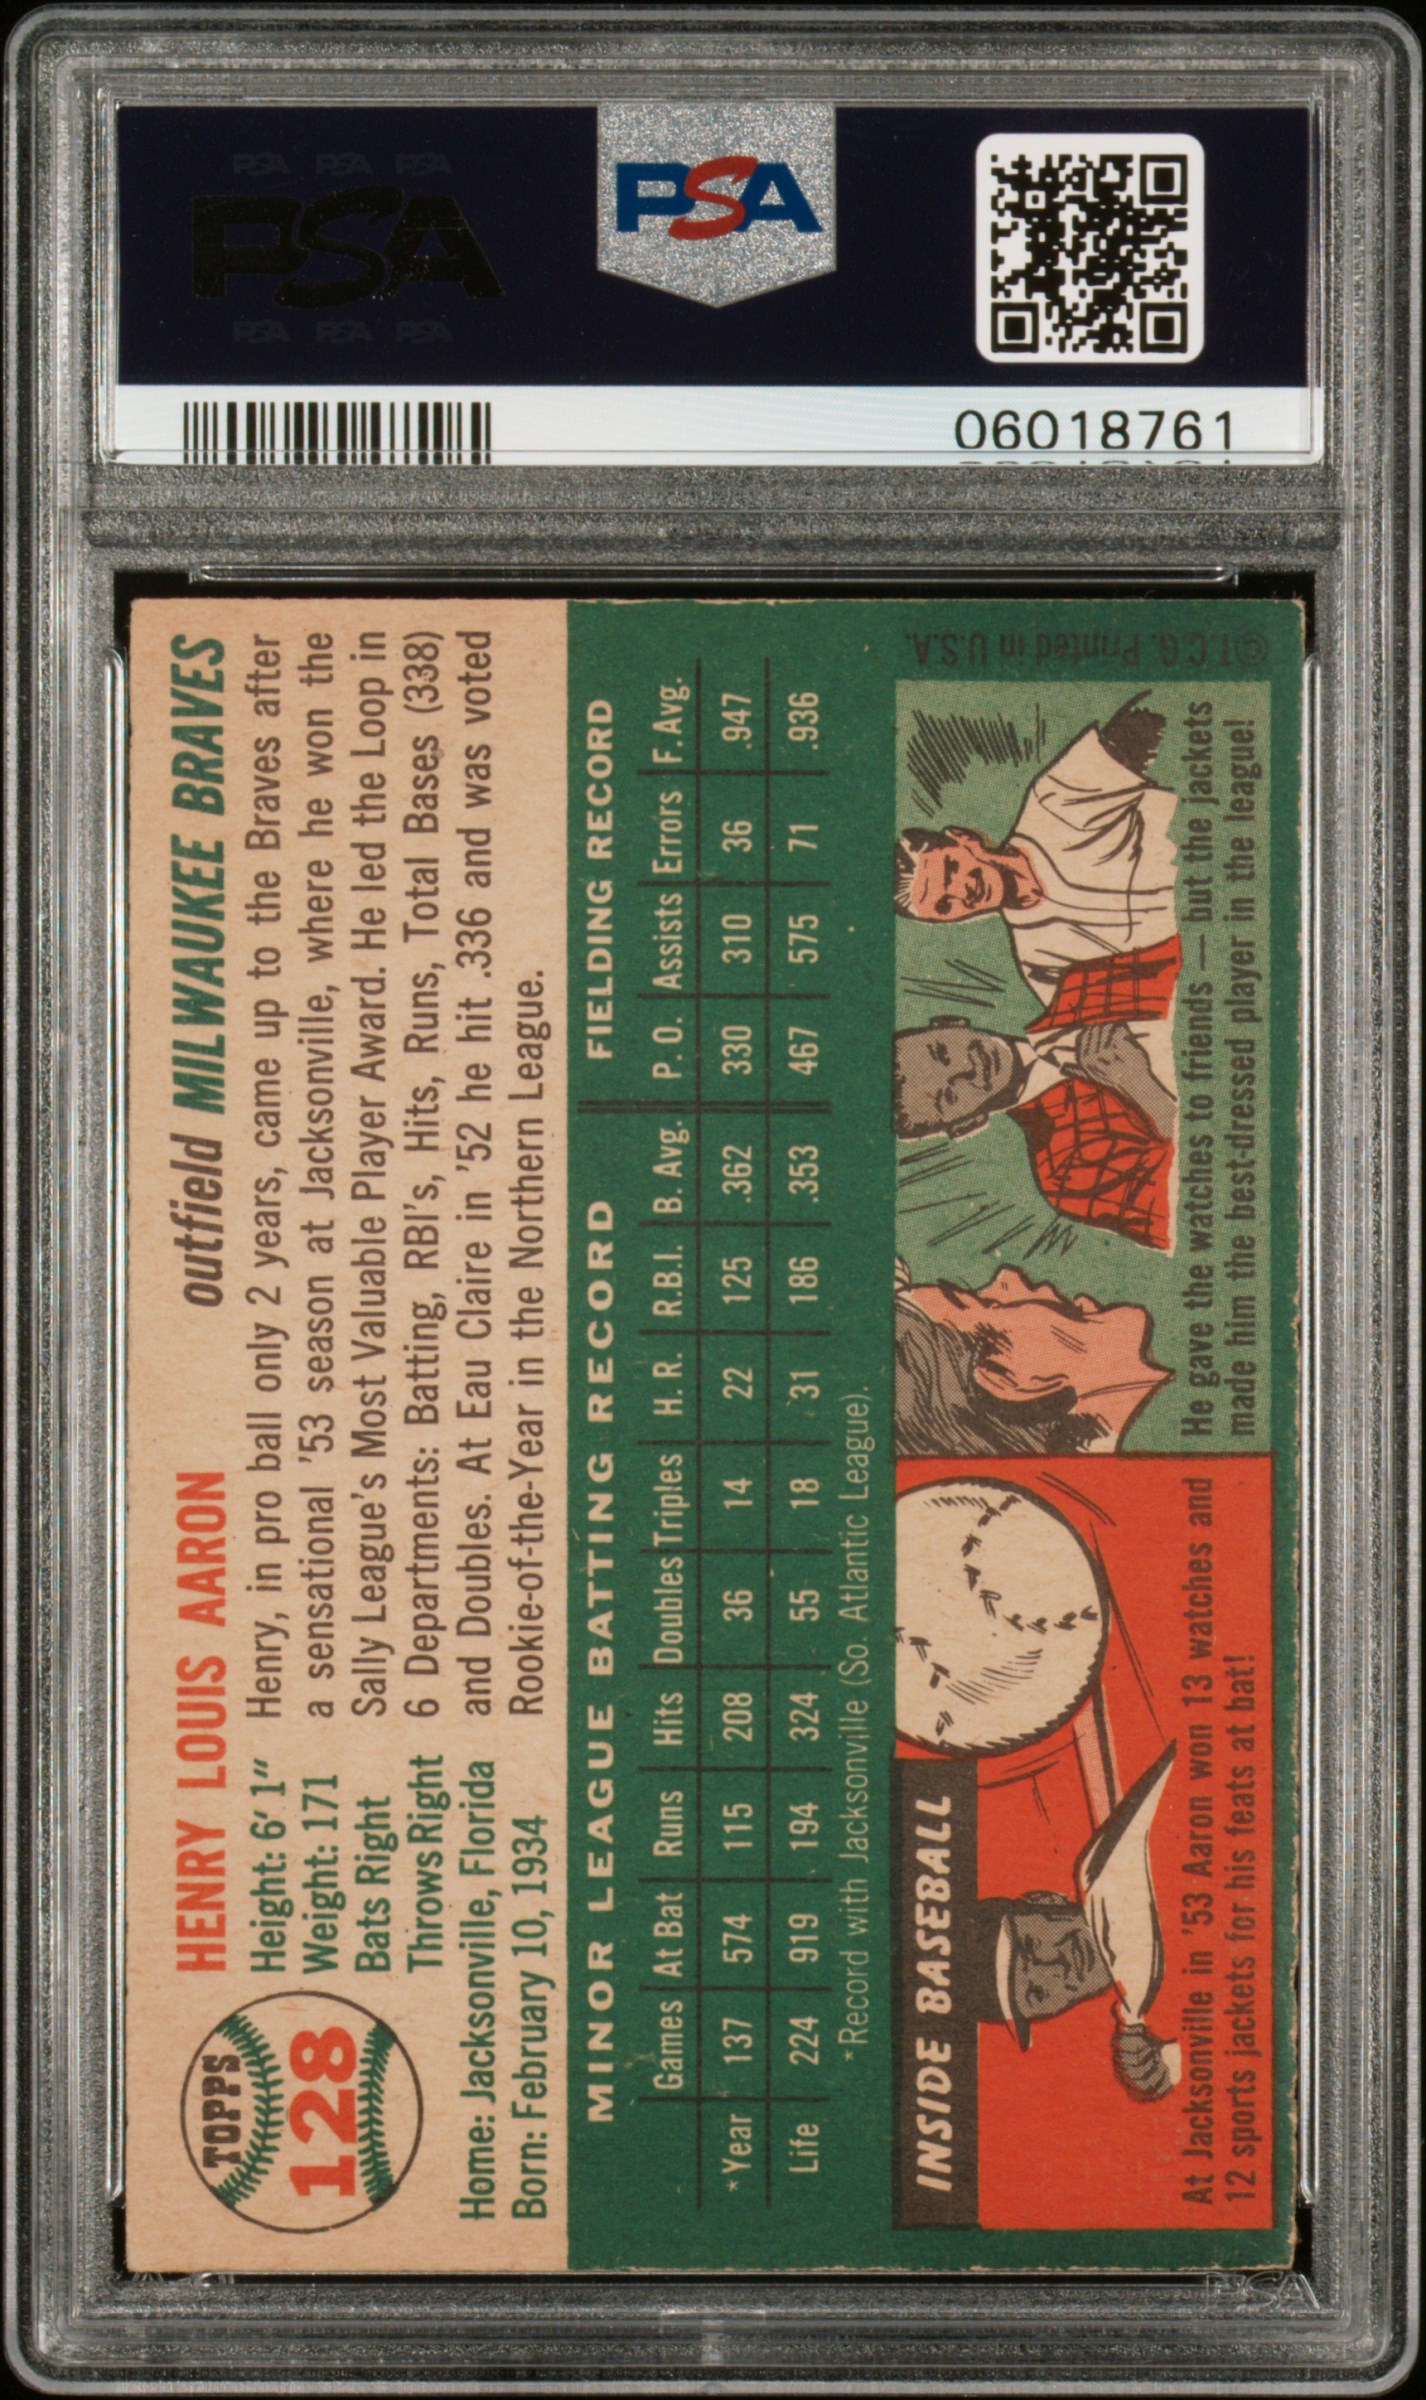 PSA PSA PSA
PSA
PSA PSA PSA
PSA
06018761
TOPPS
128
HENRY LOUIS AARON
outfield MILWAUKEE BRAVES
Height: 6' 1"
Weight: 171
Bats Right
Throws Right
Home: Jacksonville, Florida
Born: February 10, 1934
Henry, in pro ball only 2 years, came up to the Braves after
a sensational '53 season at Jacksonville, where he won the
Sally League's Most Valuable Player Award. He led the Loop in
6 Departments: Batting, RBI's, Hits, Runs, Total Bases (338)
and Doubles. At Eau Claire in '52 he hit .336 and was voted
Rookie-of-the-Year in the Northern League.
MINOR LEAGUE BATTING RECORD FIELDING RECORD
Games At Bat Runs Hits Doubles Triples H. R. R.B.I. B. Avg. P. O. Assists Errors F. Avg.
*Year 137 574 115 208 36 14 22 125 .362 330 310 36 .947
Life 224 919 194 324 55 18 31 186 .353 467 575 71 .936
*Record with Jacksonville (So. Atlantic League).
INSIDE BASEBALL
At Jacksonville in '53 Aaron won 13 watches and
12 sports jackets for his feats at bat!
He gave the watches to friends — but the jackets
made him the best-dressed player in the league!
©T.C.G. Printed in U.S.A.
PSA